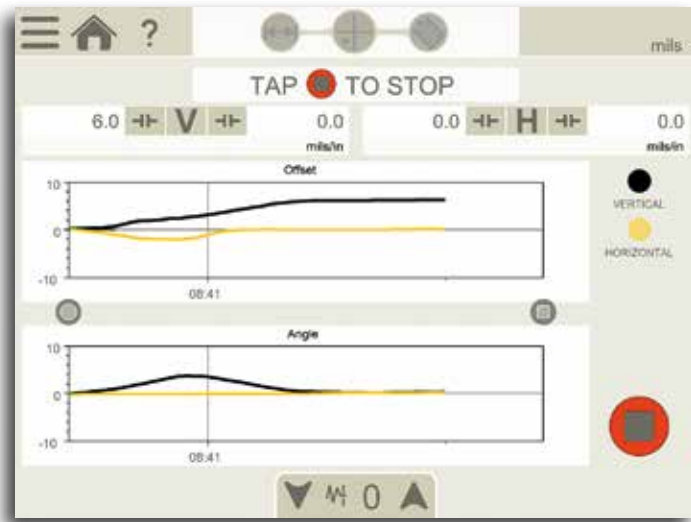 ?
mils
TAP TO STOP
6.0 V 0.0 0.0 H 0.0
mils/in mils/in
Offset
10
0
-10
08:41
VERTICAL
HORIZONTAL
Angle
10
0
-10
08:41
0